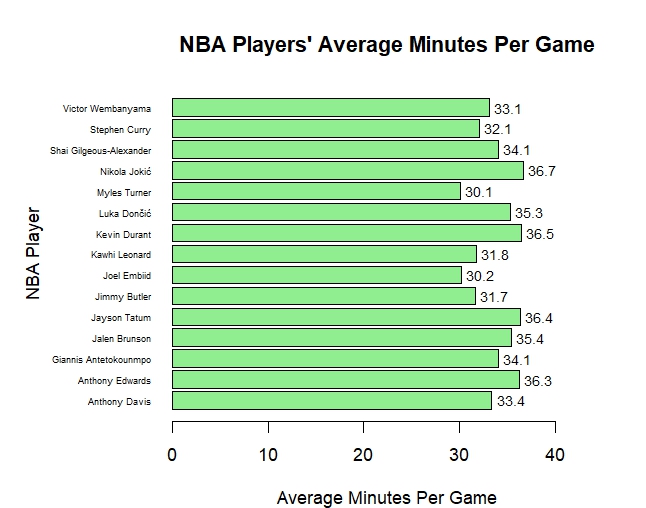 NBA Players' Average Minutes Per Game
NBA Player
Victor Wembanyama 33.1
Stephen Curry 32.1
Shai Gilgeous-Alexander 34.1
Nikola Jokić 36.7
Myles Turner 30.1
Luka Dončić 35.3
Kevin Durant 36.5
Kawhi Leonard 31.8
Joel Embiid 30.2
Jimmy Butler 31.7
Jayson Tatum 36.4
Jalen Brunson 35.4
Giannis Antetokounmpo 34.1
Anthony Edwards 36.3
Anthony Davis 33.4
0 10 20 30 40
Average Minutes Per Game